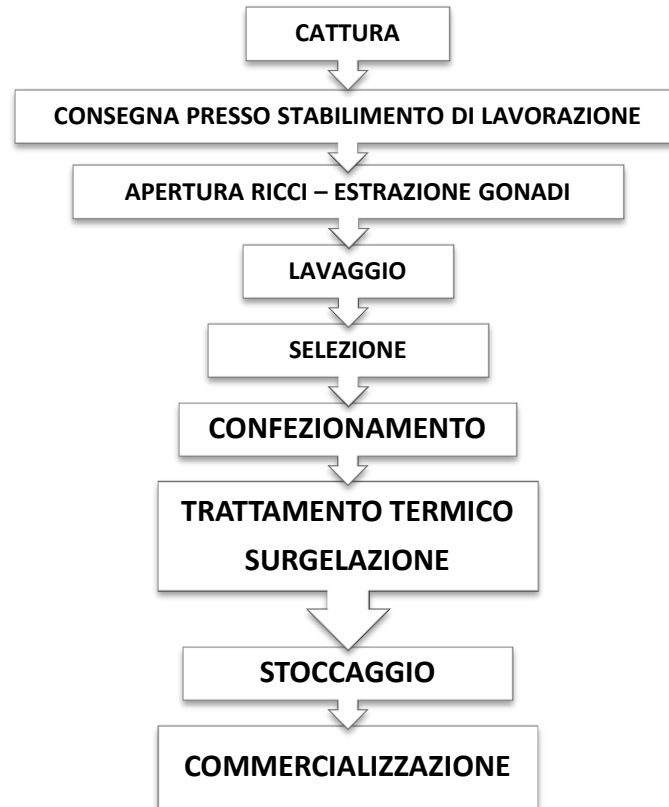 CATTURA
CONSEGNA PRESSO STABILIMENTO DI LAVORAZIONE
APERTURA RICCI – ESTRAZIONE GONADI
LAVAGGIO
SELEZIONE
CONFEZIONAMENTO
TRATTAMENTO TERMICO
SURGELAZIONE
STOCCAGGIO
COMMERCIALIZZAZIONE